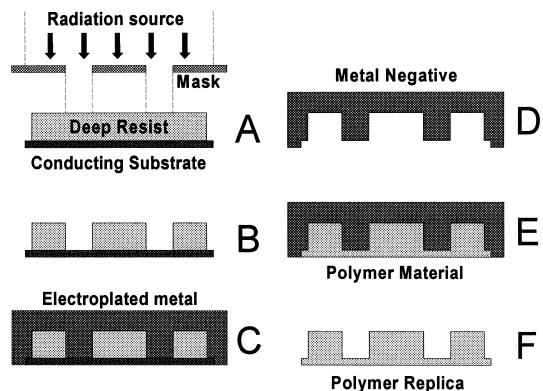 Radiation source
Mask
Deep Resist
A
Conducting Substrate
B
Electroplated metal
C
Metal Negative
D
E
Polymer Material
F
Polymer Replica